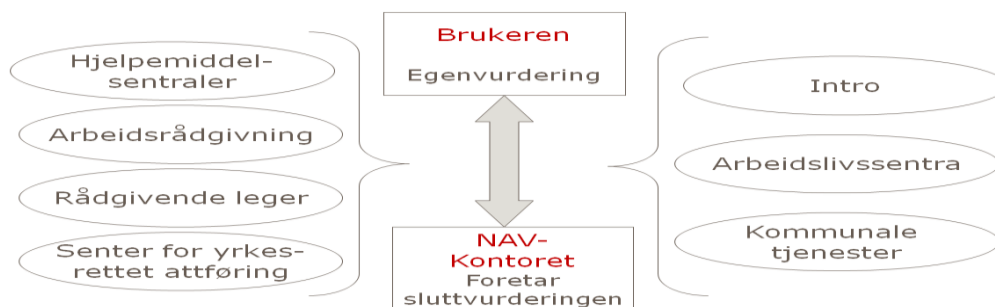 Hjelpemiddel-
sentraler
Arbeidsrådgivning
Rådgivende leger
Senter for yrkes-
rettet attføring
Brukeren
Egenvurdering
NAV-
Kontoret
Foretar
sluttvurderingen
Intro
Arbeidslivssentra
Kommunale
tjenester